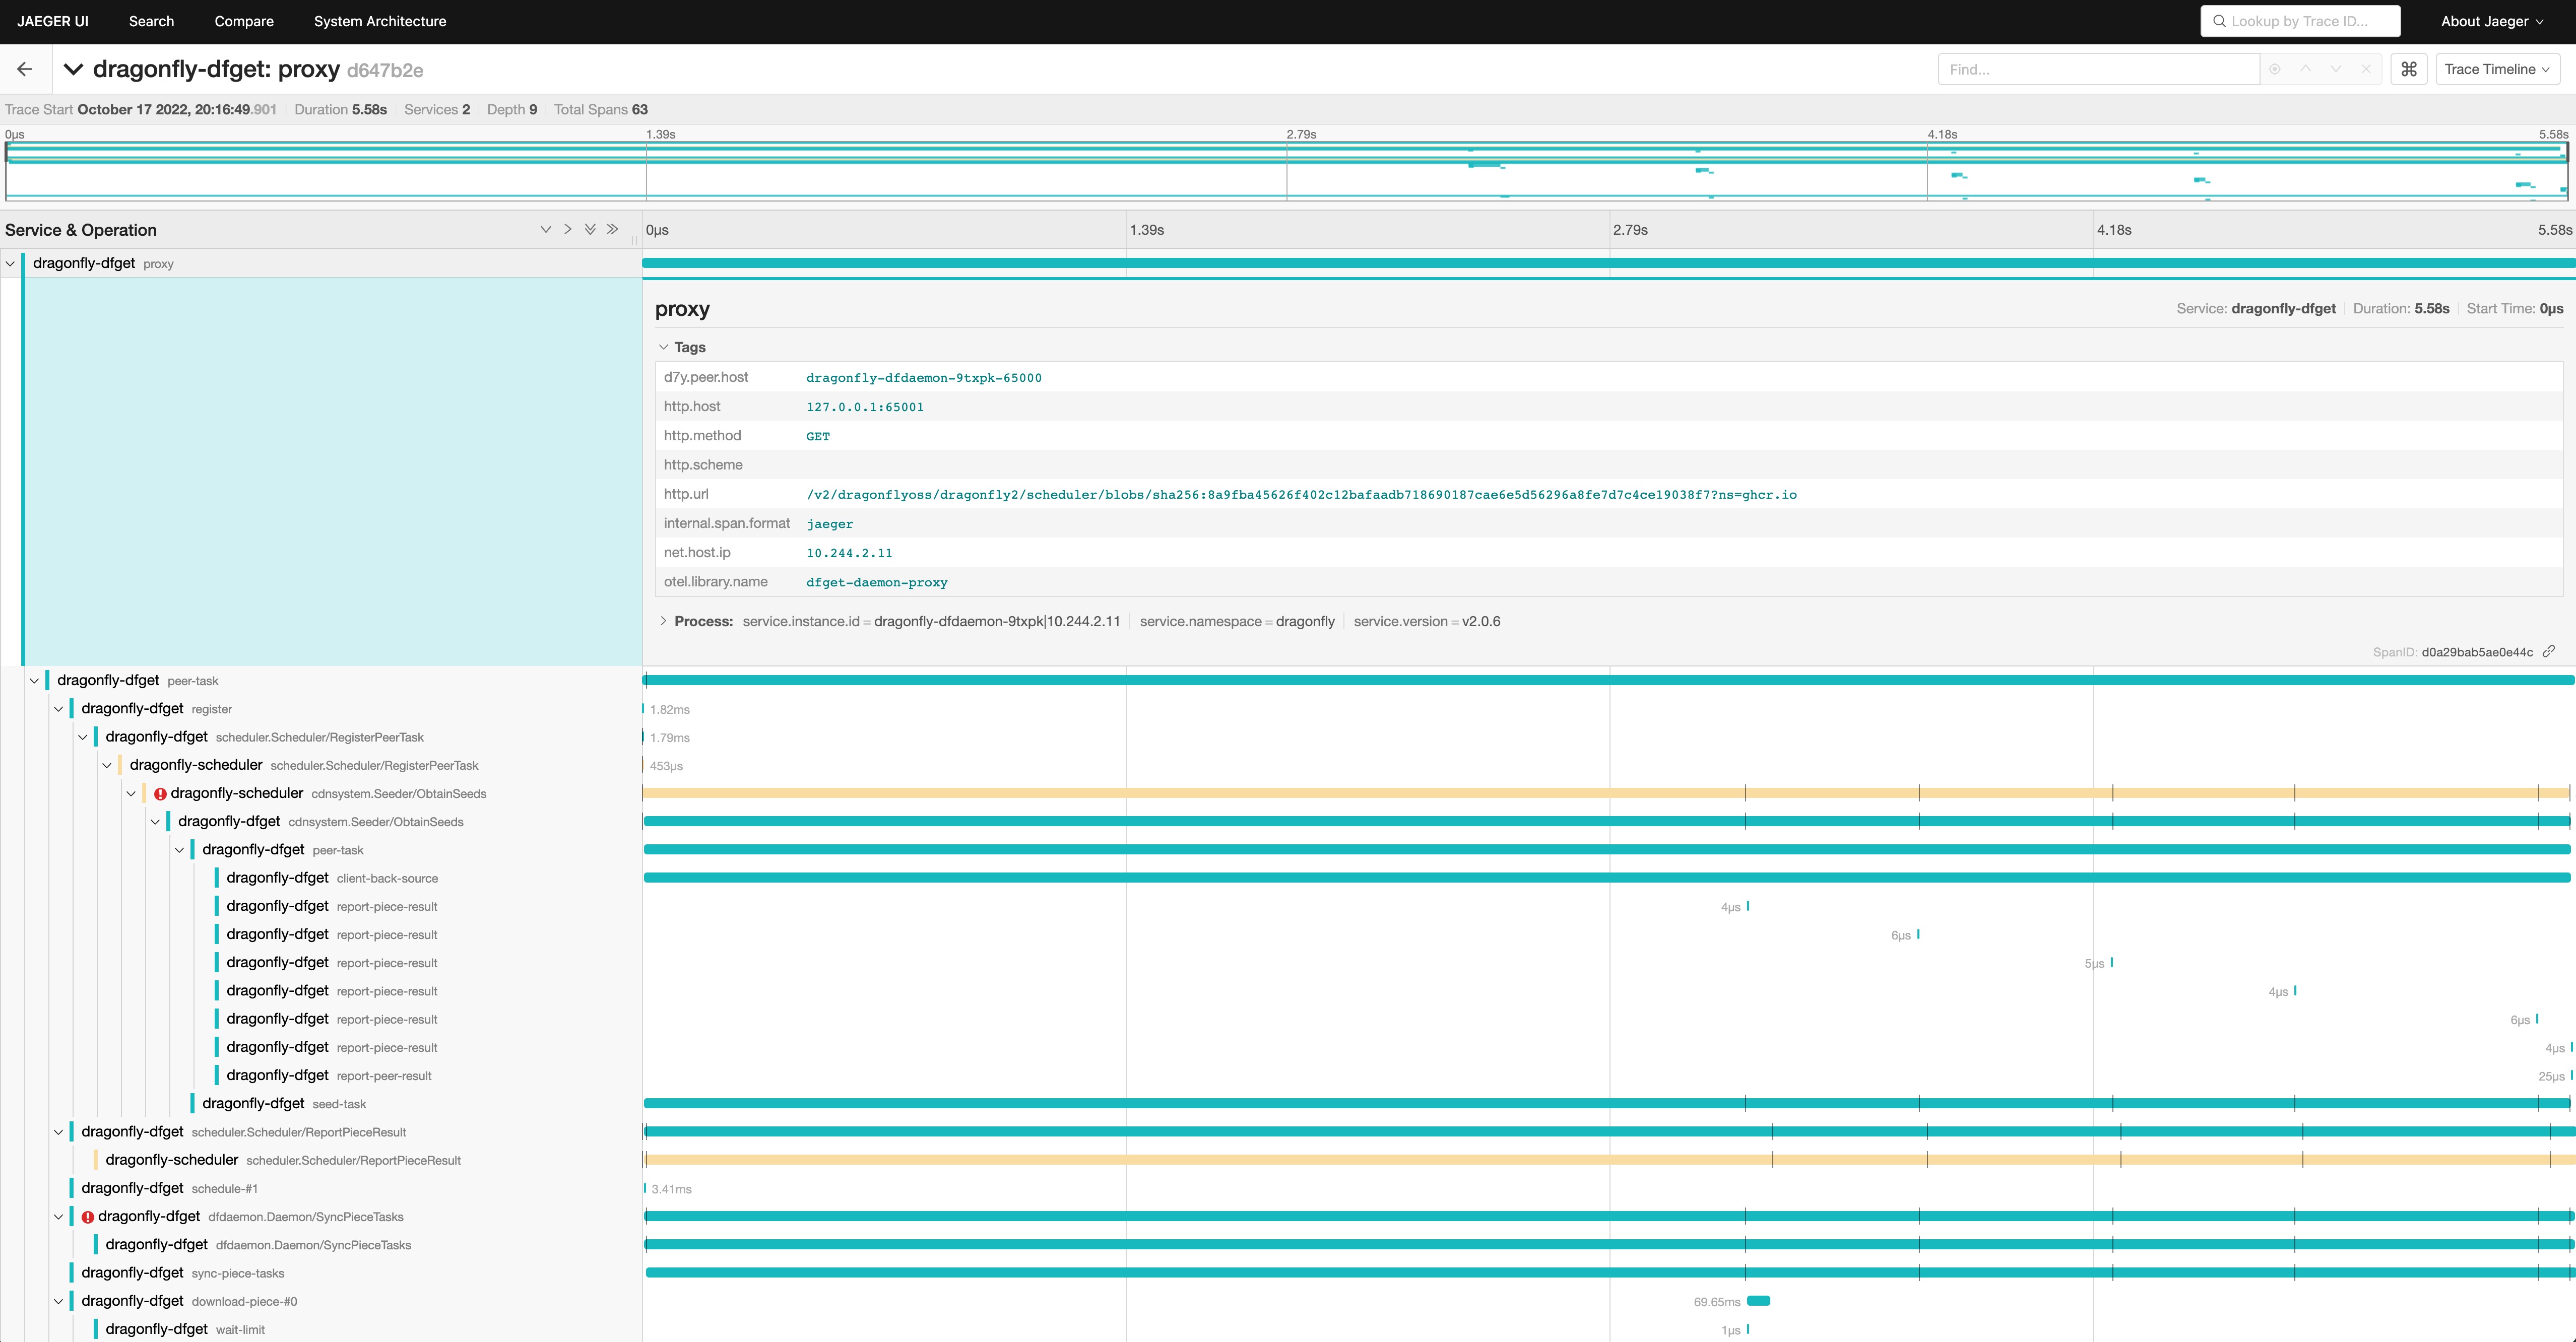 JAEGER UI Search Compare System Architecture Lookup by Trace ID... About Jaeger
dragonfly-dfget: proxy d647b2e Find... ⌘ Trace Timeline
Trace Start October 17 2022, 20:16:49.901 Duration 5.58s Services 2 Depth 9 Total Spans 63
0μs 1.39s 2.79s 4.18s 5.58s
Service & Operation 0μs 1.39s 2.79s 4.18s 5.58s
dragonfly-dfget proxy
proxy Service: dragonfly-dfget Duration: 5.58s Start Time: 0μs
Tags
d7y.peer.host dragonfly-dfdaemon-9txpk-65000
http.host 127.0.0.1:65001
http.method GET
http.scheme
http.url /v2/dragonflyoss/dragonfly2/scheduler/blobs/sha256:8a9fba45626f402c12bafaadb718690187cae6e5d56296a8fe7d7c4ce19038f7?ns=ghcr.io
internal.span.format jaeger
net.host.ip 10.244.2.11
otel.library.name dfget-daemon-proxy
Process: service.instance.id = dragonfly-dfdaemon-9txpk|10.244.2.11 service.namespace = dragonfly service.version = v2.0.6
SpanID: d0a29bab5ae0e44c
dragonfly-dfget peer-task
dragonfly-dfget register 1.82ms
dragonfly-dfget scheduler.Scheduler/RegisterPeerTask 1.79ms
dragonfly-scheduler scheduler.Scheduler/RegisterPeerTask 453μs
dragonfly-scheduler cdnsystem.Seeder/ObtainSeeds
dragonfly-dfget cdnsystem.Seeder/ObtainSeeds
dragonfly-dfget peer-task
dragonfly-dfget client-back-source
dragonfly-dfget report-piece-result 4μs
dragonfly-dfget report-piece-result 6μs
dragonfly-dfget report-piece-result 5μs
dragonfly-dfget report-piece-result 4μs
dragonfly-dfget report-piece-result 6μs
dragonfly-dfget report-piece-result 4μs
dragonfly-dfget report-peer-result 25μs
dragonfly-dfget seed-task
dragonfly-dfget scheduler.Scheduler/ReportPieceResult
dragonfly-scheduler scheduler.Scheduler/ReportPieceResult
dragonfly-dfget schedule-#1 3.41ms
dragonfly-dfget dfdaemon.Daemon/SyncPieceTasks
dragonfly-dfget dfdaemon.Daemon/SyncPieceTasks
dragonfly-dfget sync-piece-tasks
dragonfly-dfget download-piece-#0 69.65ms
dragonfly-dfget wait-limit 1μs